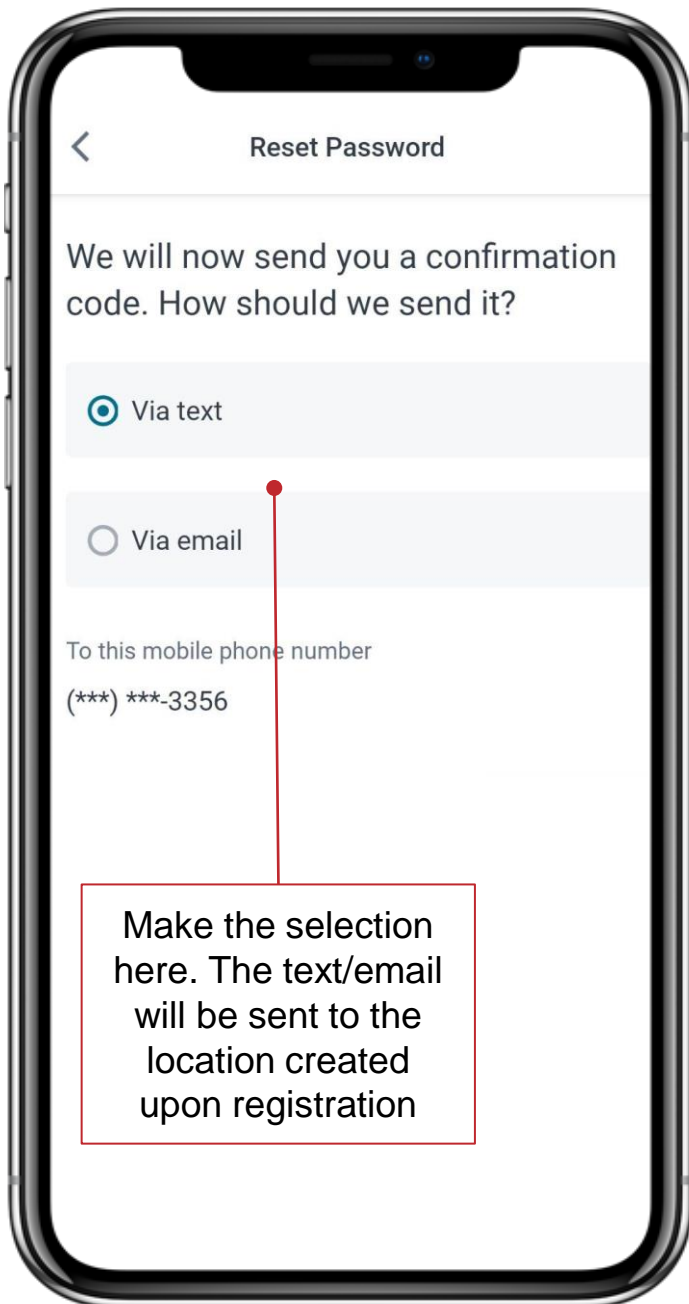 Reset Password
We will now send you a confirmation
code. How should we send it?
Via text
Via email
To this mobile phone number
(***) ***-3356
Make the selection
here. The text/email
will be sent to the
location created
upon registration